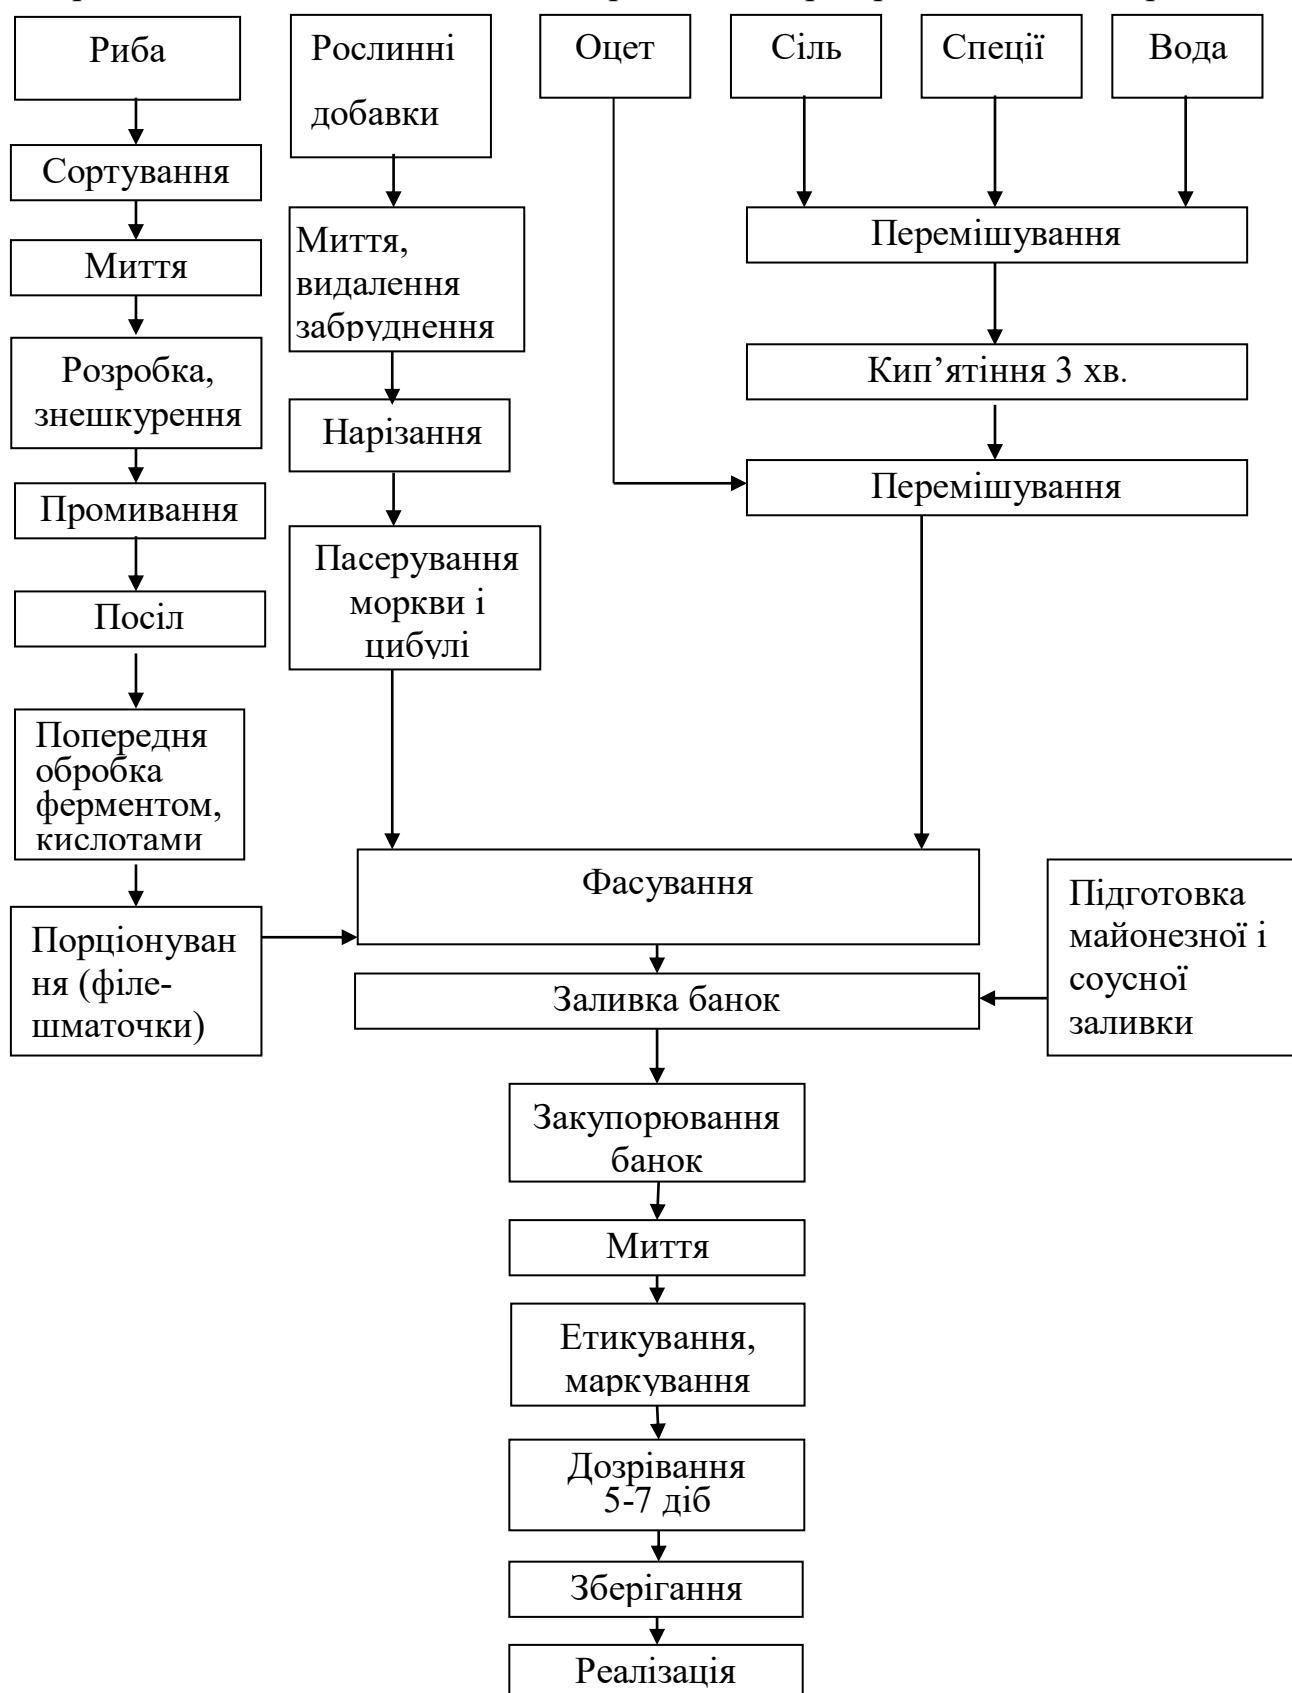 Риба
Рослинні
добавки
Оцет
Сіль
Спеції
Вода
Сортування
Миття
Розробка,
знешкурення
Промивання
Посіл
Попередня
обробка
ферментом,
кислотами
Порціонуван
ня (філе-
шматочки)
Миття,
видалення
забруднення
Нарізання
Пасерування
моркви і
цибулі
Перемішування
Кип’ятіння 3 хв.
Перемішування
Фасування
Підготовка
майонезної і
соусної
заливки
Заливка банок
Закупорювання
банок
Миття
Етикування,
маркування
Дозрівання
5-7 діб
Зберігання
Реалізація